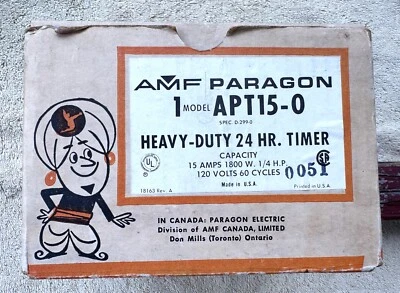 AMF PARAGON
1 MODEL APT15-0
SPEC. D-299-0
HEAVY-DUTY 24 HR. TIMER
CAPACITY
15 AMPS 1800 W. 1/4 H.P.
120 VOLTS 60 CYCLES 0051
Made in U.S.A.
18163 Rev. A
Printed in U.S.A
IN CANADA: PARAGON ELECTRIC
Division of AMF CANADA, LIMITED
Don Mills (Toronto) Ontario